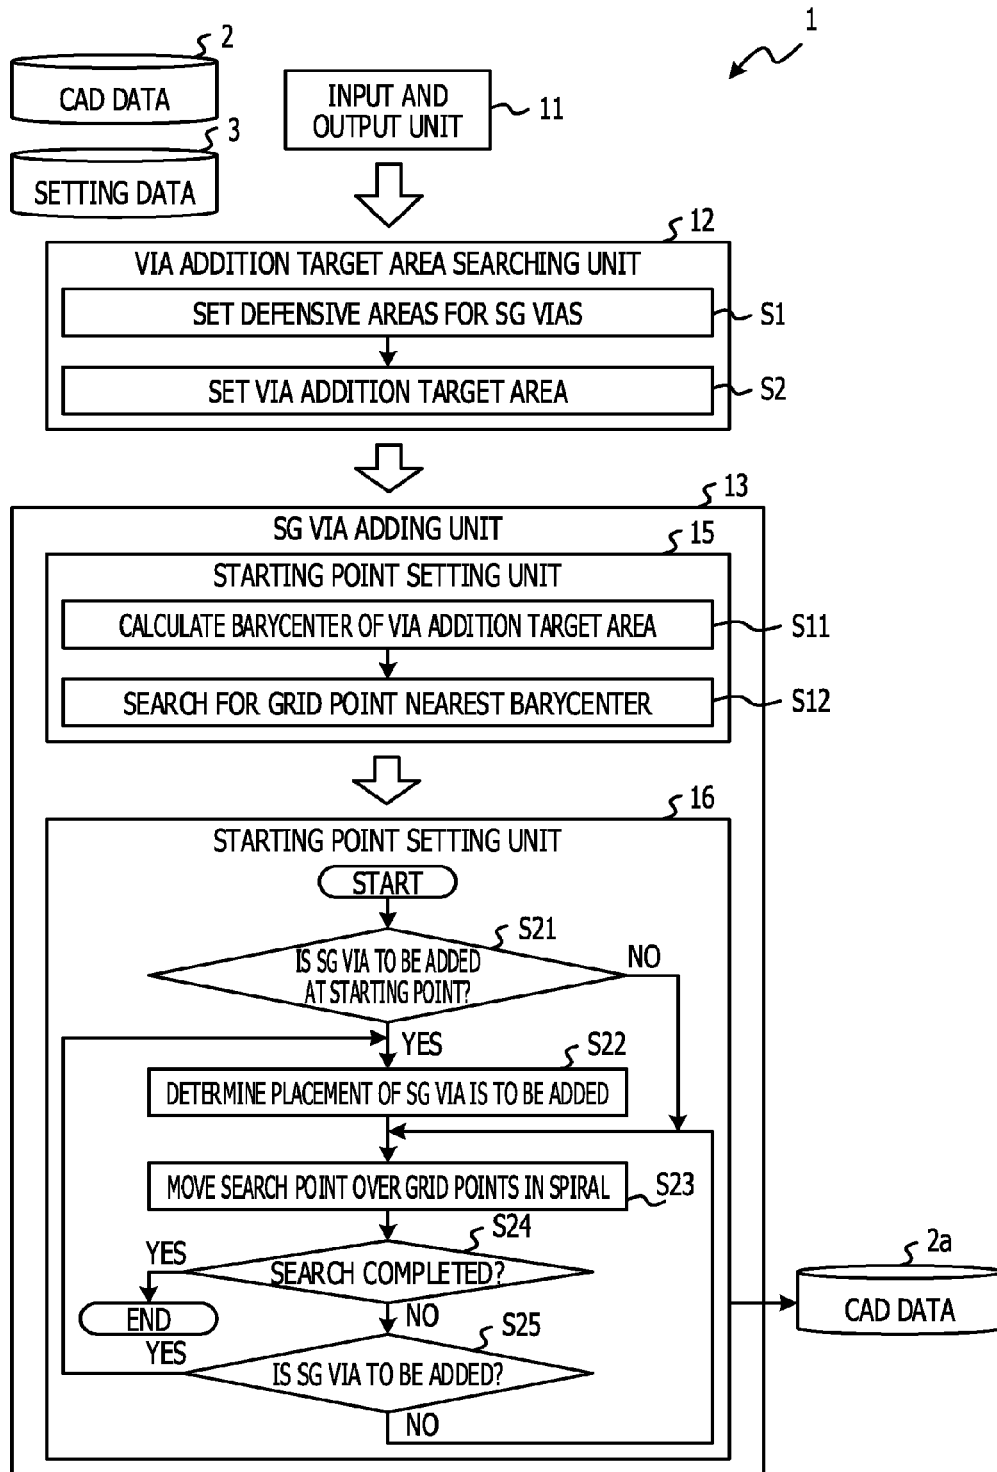 1
2
CAD DATA
INPUT AND
OUTPUT UNIT
11
3
SETTING DATA
12
VIA ADDITION TARGET AREA SEARCHING UNIT
SET DEFENSIVE AREAS FOR SG VIAS
S1
SET VIA ADDITION TARGET AREA
S2
13
SG VIA ADDING UNIT
15
STARTING POINT SETTING UNIT
CALCULATE BARYCENTER OF VIA ADDITION TARGET AREA
S11
SEARCH FOR GRID POINT NEAREST BARYCENTER
S12
16
STARTING POINT SETTING UNIT
START
S21
IS SG VIA TO BE ADDED
AT STARTING POINT?
NO
YES
S22
DETERMINE PLACEMENT OF SG VIA IS TO BE ADDED
MOVE SEARCH POINT OVER GRID POINTS IN SPIRAL
S23
S24
YES
SEARCH COMPLETED?
2a
CAD DATA
END
NO
S25
YES
IS SG VIA TO BE ADDED?
NO